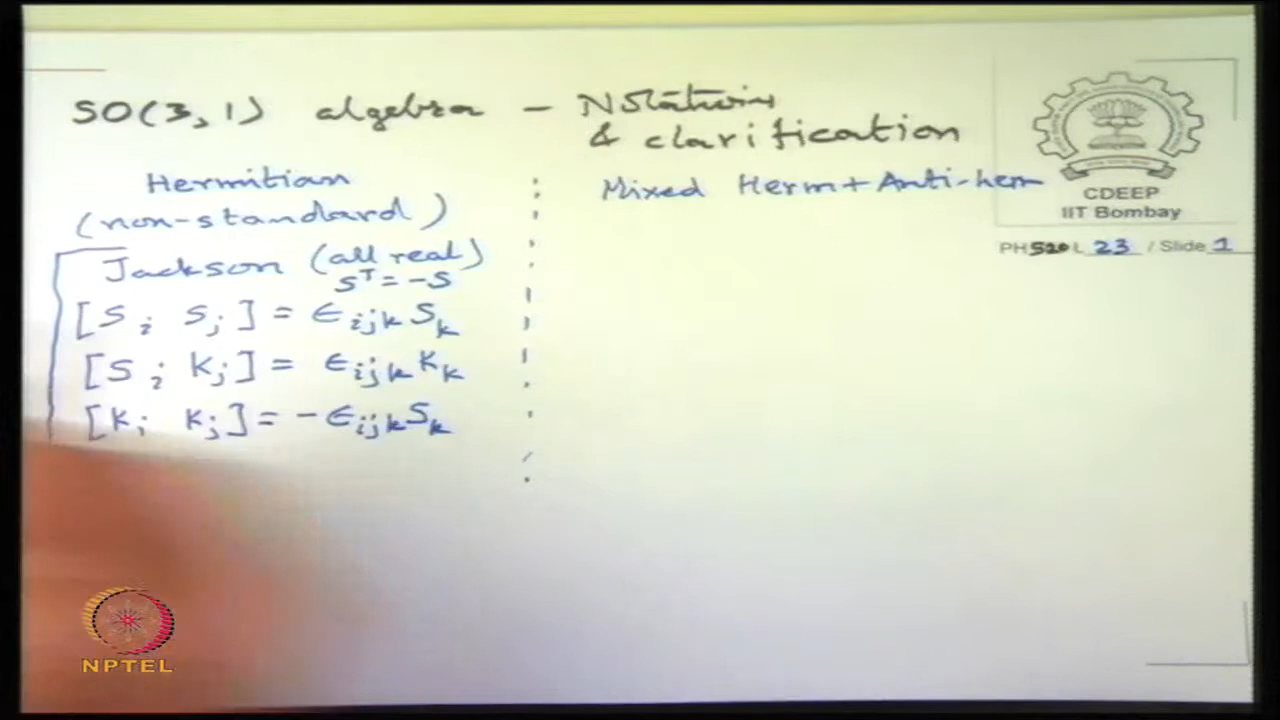 SO(3,1) algebra - Notations
& clarification
Hermitian
(non-standard)
Jackson (all real)
Sᵀ = -S
[S_i S_j] = ϵ_ijk S_k
[S_i K_j] = ϵ_ijk K_k
[K_i K_j] = -ϵ_ijk S_k
Mixed Herm + Anti-herm
CDEEP
IIT Bombay
PH 520 L 23 / Slide 1
NPTEL